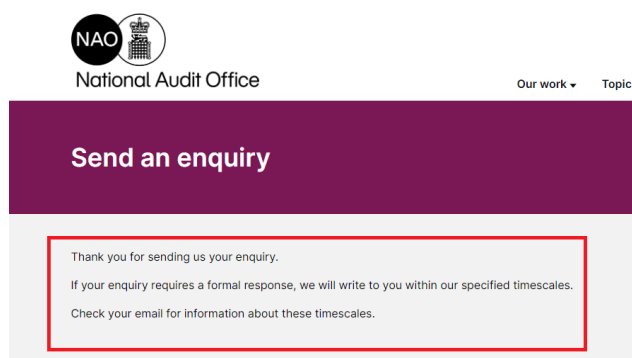 NAO
National Audit Office
Our work
Topic
Send an enquiry
Thank you for sending us your enquiry.
If your enquiry requires a formal response, we will write to you within our specified timescales.
Check your email for information about these timescales.